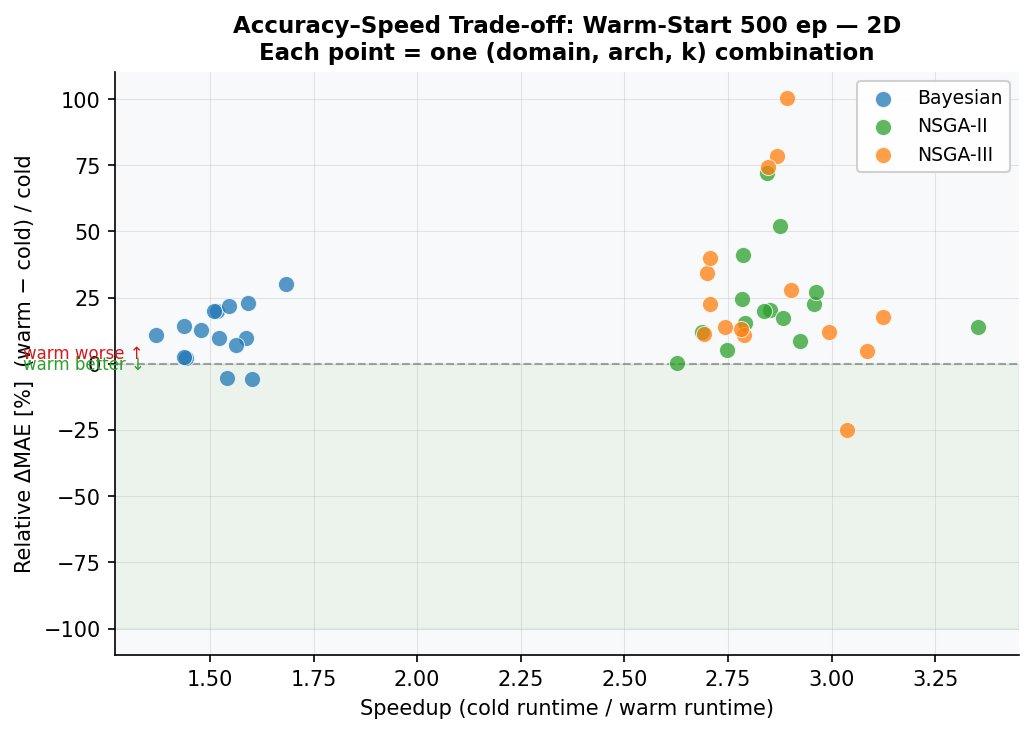 Accuracy–Speed Trade-off: Warm-Start 500 ep — 2D
Each point = one (domain, arch, k) combination
Bayesian
NSGA-II
NSGA-III
100
75
50
25
0
−25
−50
−75
−100
warm worse ↑
warm better ↓
Relative ΔMAE [%]  (warm − cold) / cold
1.50
1.75
2.00
2.25
2.50
2.75
3.00
3.25
Speedup (cold runtime / warm runtime)